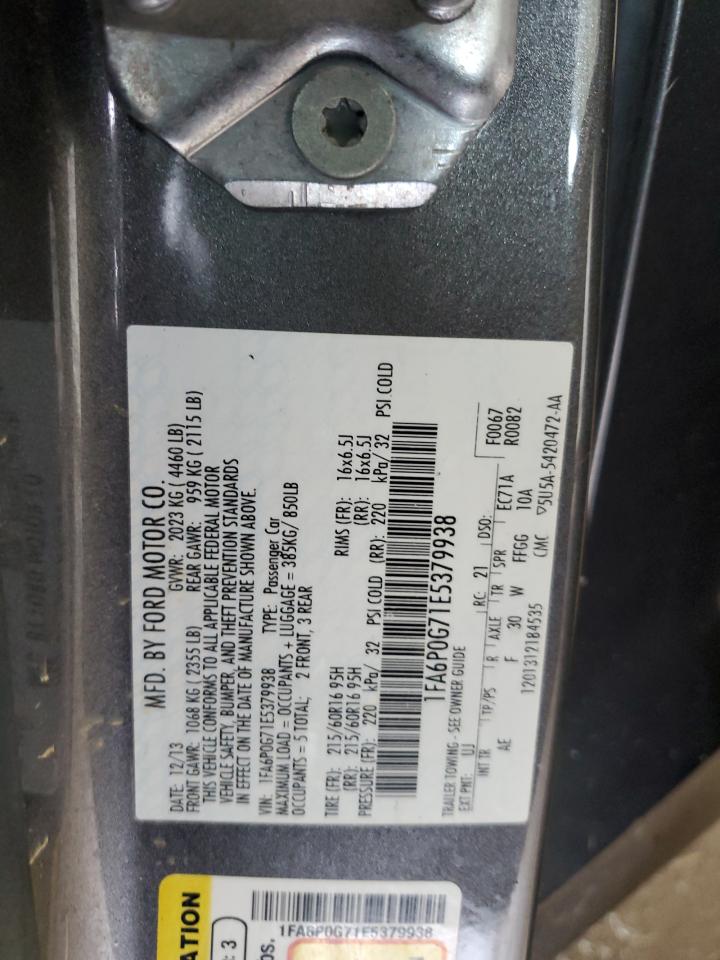 MFD. BY FORD MOTOR CO.
DATE: 12/13 GVWR: 2023 KG ( 4460 LB)
FRONT GAWR: 1068 KG ( 2355 LB) REAR GAWR: 959 KG ( 2115 LB)
THIS VEHICLE CONFORMS TO ALL APPLICABLE FEDERAL MOTOR
VEHICLE SAFETY, BUMPER, AND THEFT PREVENTION STANDARDS
IN EFFECT ON THE DATE OF MANUFACTURE SHOWN ABOVE.
VIN: 1FA6P0G71E5379938 TYPE: Passenger Car
MAXIMUM LOAD = OCCUPANTS + LUGGAGE = 385KG/ 850LB
OCCUPANTS = 5 TOTAL; 2 FRONT, 3 REAR
TIRE (FR): 215/60R16 95H RIMS (FR): 16x6.5J
(RR): 215/60R16 95H (RR): 16x6.5J
PRESSURE (FR): 220 kPa/ 32 PSI COLD (RR): 220 kPa/ 32 PSI COLD
1FA6P0G71E5379938
TRAILER TOWING - SEE OWNER GUIDE F0067
EXT PNT: UJ RC: 21 DSO: R0082
INT TR TP/PS R AXLE TR SPR EC71A
AE F 30 W FFGG 10A
1201312184535 CMC ▽5U5A-5420472-AA
ATION
: 3
OS.
1FA6P0G71E5379938